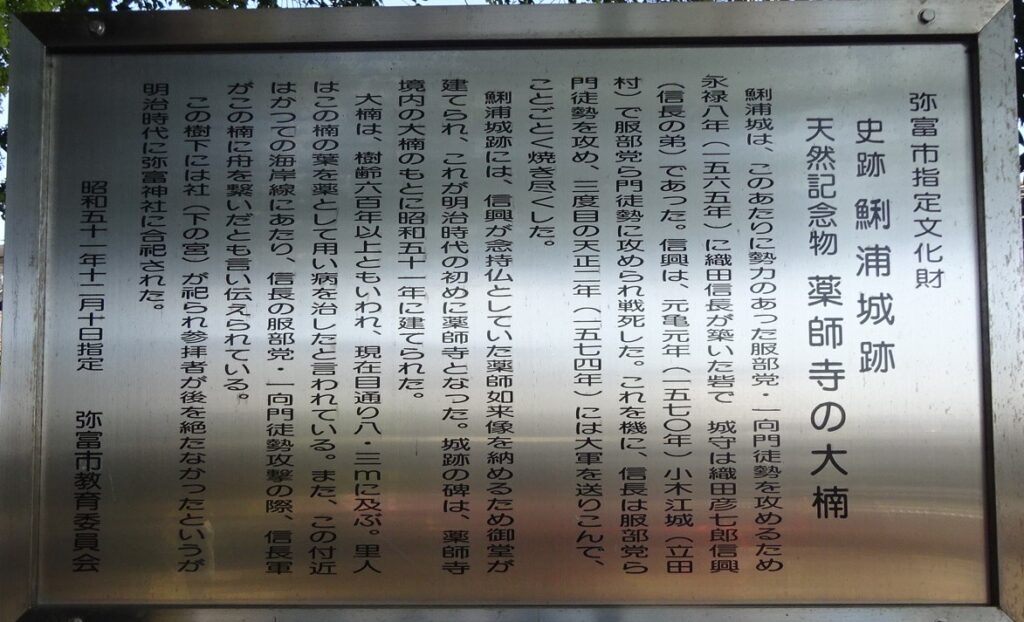 弥富市指定文化財
史跡 鯏浦城跡
天然記念物 薬師寺の大楠
鯏浦城は、このあたりに勢力のあった服部党・一向門徒勢を攻めるため
永禄八年(一五六五年)に織田信長が築いた砦で 城守は織田彦七郎信興
(信長の弟)であった。信興は、元亀元年(一五七〇年)小木江城(立田
村)で服部党ら門徒勢に攻められ戦死した。これを機に、信長は服部党ら
門徒勢を攻め、三度目の天正二年(一五七四年)には大軍を送りこんで、
ことごとく焼き尽くした。
鯏浦城跡には、信興が念持仏としていた薬師如来像を納めるため御堂が
建てられ、これが明治時代の初めに薬師寺となった。城跡の碑は、薬師寺
境内の大楠のもとに昭和五十一年に建てられた。
大楠は、樹齢六百年以上ともいわれ、現在目通り八・三mに及ぶ。里人
はこの楠の葉を薬として用い病を治したと言われている。また、この付近
はかつての海岸線にあたり、信長の服部党・一向門徒勢攻撃の際、信長軍
がこの楠に舟を繋いだとも言い伝えられている。
この樹下には社(下の宮)が祀られ参拝者が後を絶たなかったというが
明治時代に弥富神社に合祀された。
昭和五十一年十二月十日指定 弥富市教育委員会